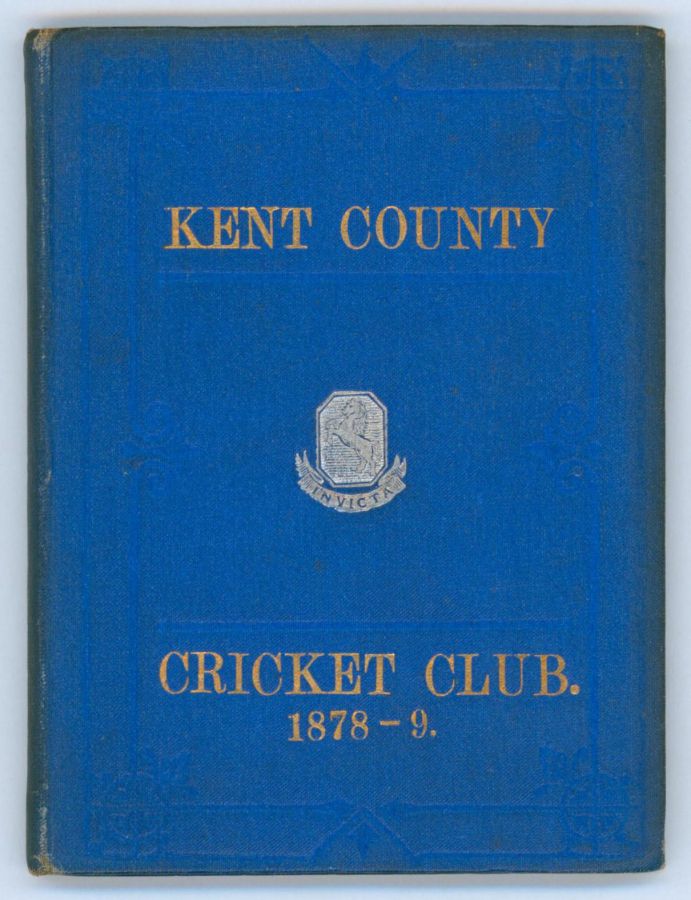 KENT COUNTY
INVICTA
CRICKET CLUB.
1878-9.